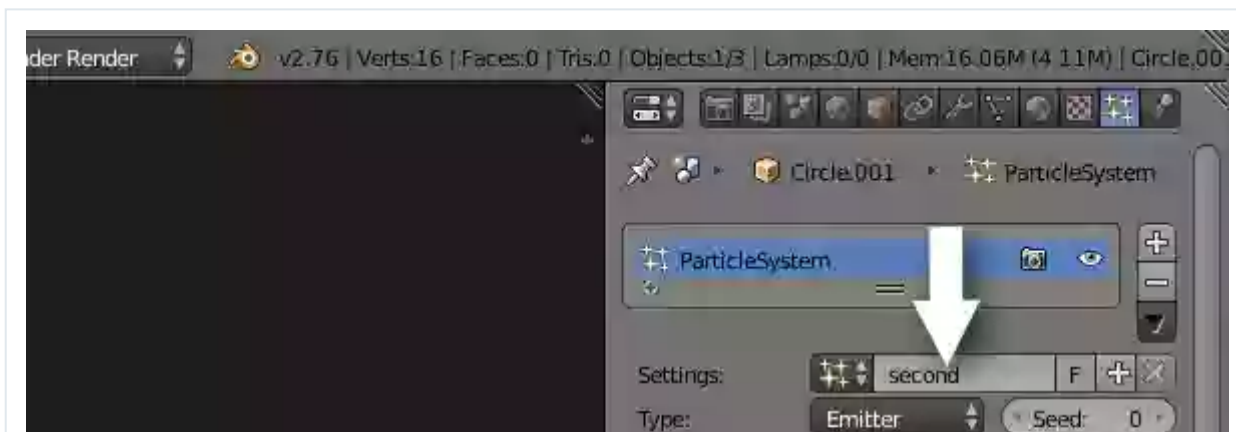 der Render v2.76 | Verts:16 | Faces:0 | Tris:0 | Objects:1/3 | Lamps:0/0 | Mem:16.06M (4.11M) | Circle.00
Circle.001 ParticleSystem
ParticleSystem
Settings: second F
Type: Emitter Seed: 0